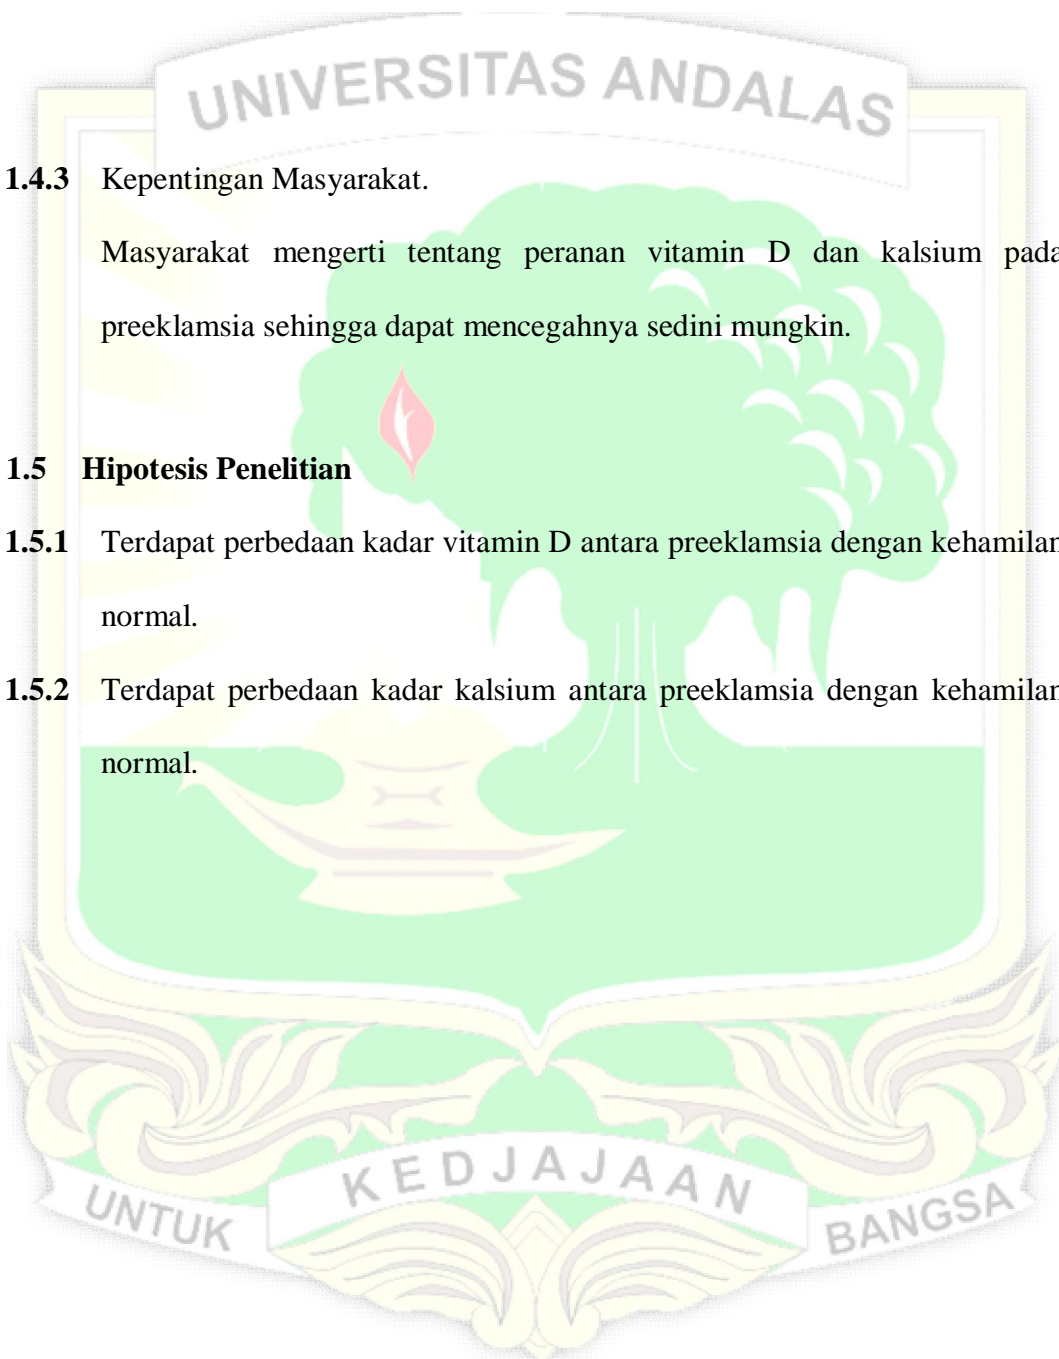 UNIVERSITAS ANDALAS
1.4.3 Kepentingan Masyarakat.
Masyarakat mengerti tentang peranan vitamin D dan kalsium pada
preeklamsia sehingga dapat mencegahnya sedini mungkin.
1.5 Hipotesis Penelitian
1.5.1 Terdapat perbedaan kadar vitamin D antara preeklamsia dengan kehamilan
normal.
1.5.2 Terdapat perbedaan kadar kalsium antara preeklamsia dengan kehamilan
normal.
UNTUK KEDJAJAAN BANGSA